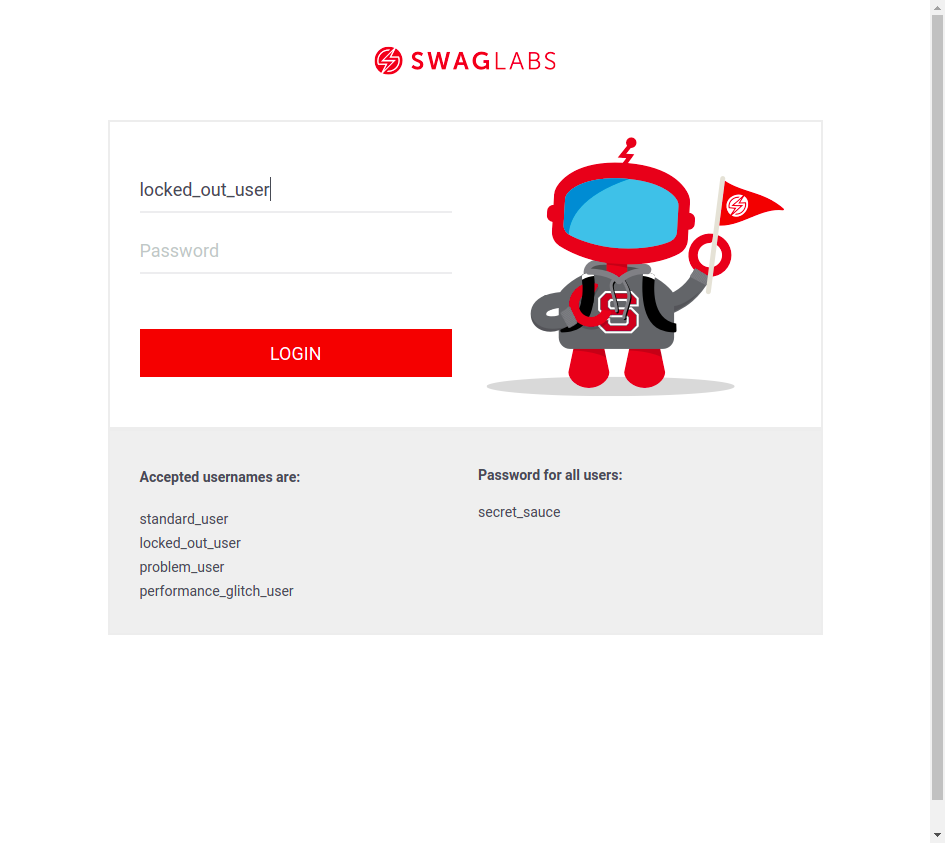 SWAGLABS
locked_out_user
Password
LOGIN
S
Accepted usernames are:
standard_user
locked_out_user
problem_user
performance_glitch_user
Password for all users:
secret_sauce